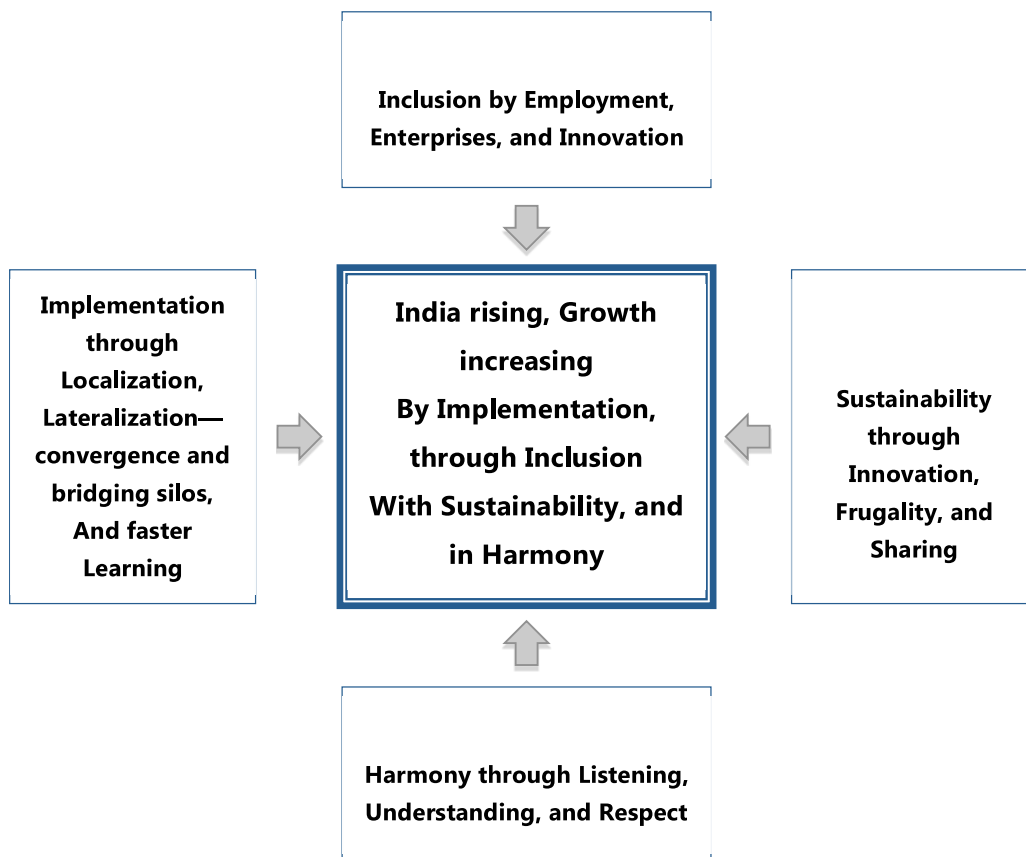 Inclusion by Employment,
Enterprises, and Innovation
Implementation
through
Localization,
Lateralization—
convergence and
bridging silos,
And faster
Learning
India rising, Growth
increasing
By Implementation,
through Inclusion
With Sustainability, and
in Harmony
Sustainability
through
Innovation,
Frugality, and
Sharing
Harmony through Listening,
Understanding, and Respect